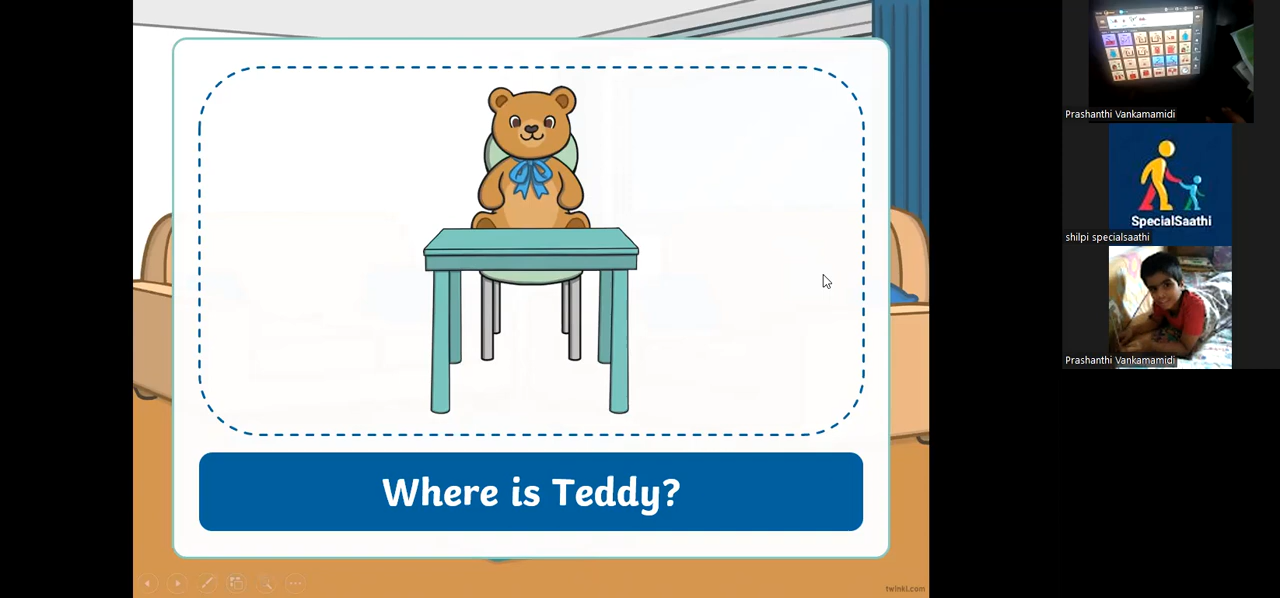 Where is Teddy?
twinkl.com
Prashanthi Vankamamidi
SpecialSaathi
shilpi specialsaathi
Prashanthi Vankamamidi